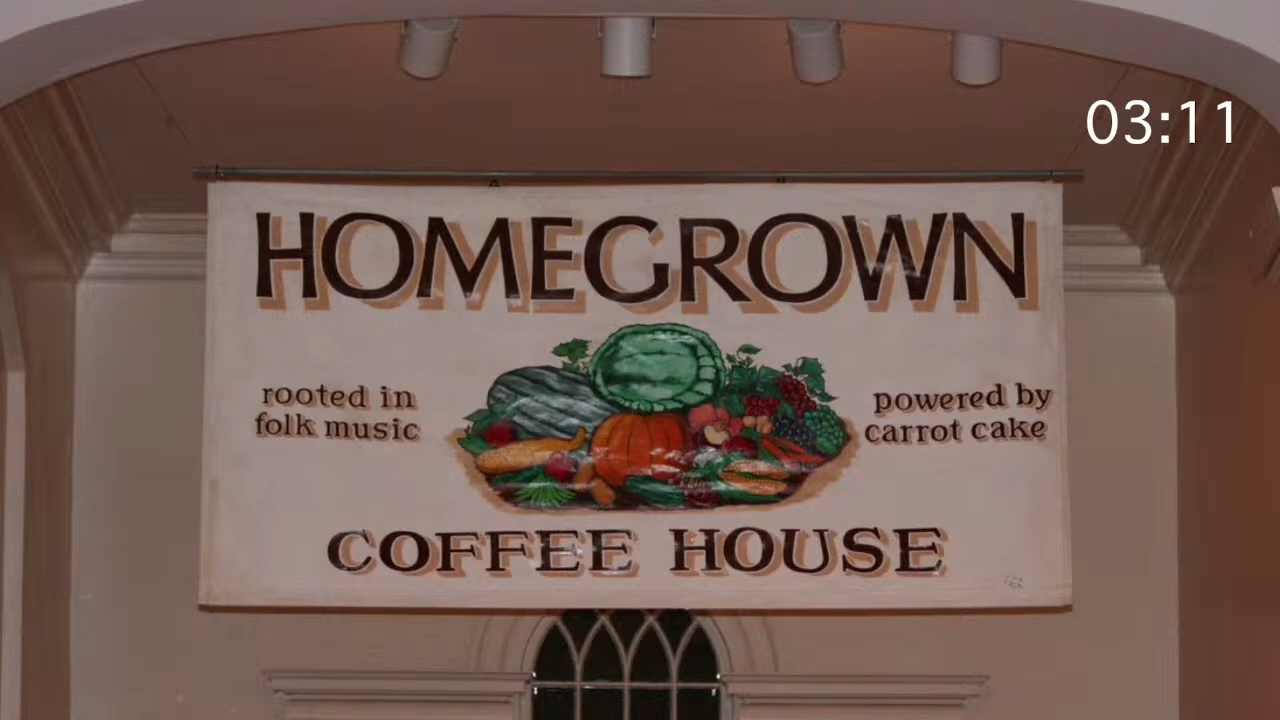 03:11
HOMEGROWN
rooted in
folk music
powered by
carrot cake
COFFEE HOUSE